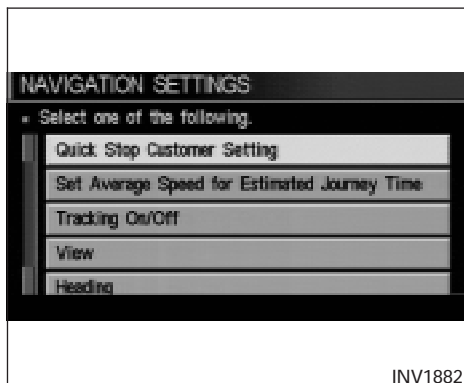 NAVIGATION SETTINGS
Select one of the following.
Quick Stop Customer Setting
Set Average Speed for Estimated Journey Time
Tracking On/Off
View
Heading
INV1882